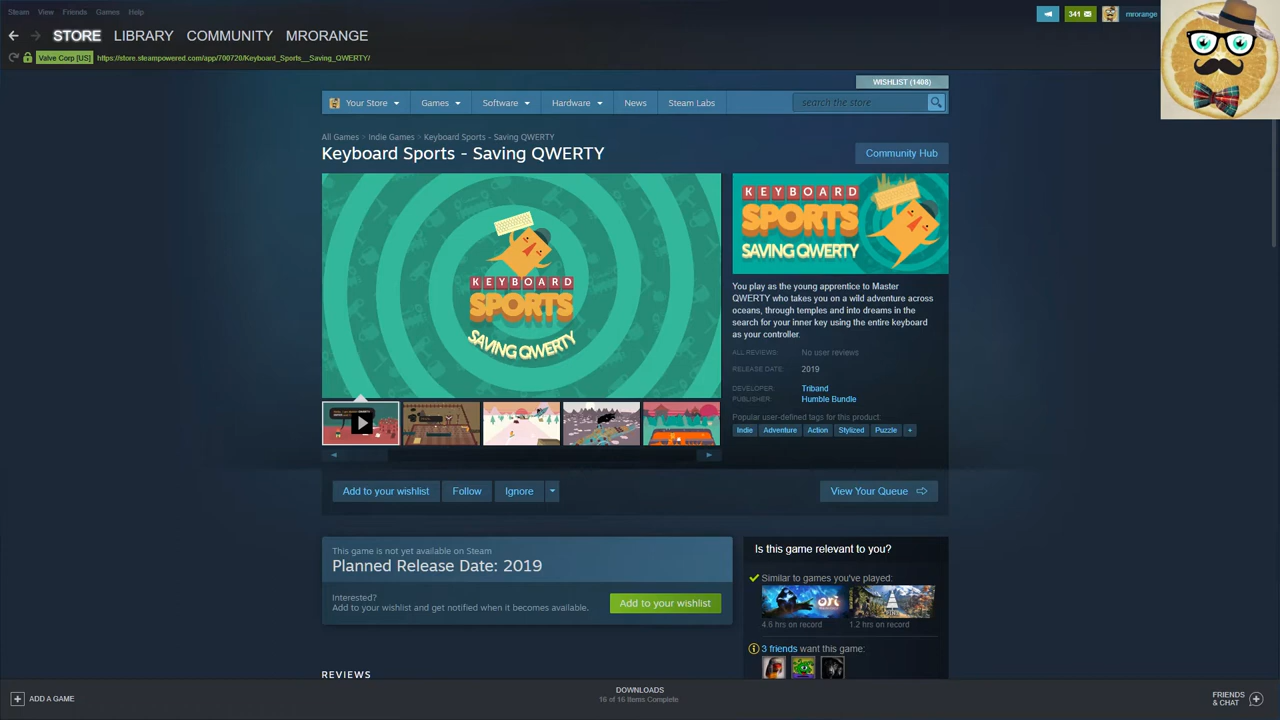 Steam View Friends Games Help
341
mrorange
STORE LIBRARY COMMUNITY MRORANGE
Valve Corp [US] https://store.steampowered.com/app/700720/Keyboard_Sports__Saving_QWERTY/
WISHLIST (1408)
Your Store Games Software Hardware News Steam Labs search the store
All Games > Indie Games > Keyboard Sports - Saving QWERTY
Keyboard Sports - Saving QWERTY
Community Hub
KEYBOARD
SPORTS
SAVING QWERTY
KEYBOARD
SPORTS
SAVING QWERTY
You play as the young apprentice to Master
QWERTY who takes you on a wild adventure across
oceans, through temples and into dreams in the
search for your inner key using the entire keyboard
as your controller.
ALL REVIEWS: No user reviews
RELEASE DATE: 2019
DEVELOPER: Triband
PUBLISHER: Humble Bundle
Popular user-defined tags for this product:
Indie Adventure Action Stylized Puzzle +
Add to your wishlist Follow Ignore
View Your Queue
This game is not yet available on Steam
Planned Release Date: 2019
Interested?
Add to your wishlist and get notified when it becomes available.
Add to your wishlist
Is this game relevant to you?
Similar to games you've played:
ori
4.6 hrs on record 1.2 hrs on record
3 friends want this game:
REVIEWS
ADD A GAME
DOWNLOADS
16 of 16 Items Complete
FRIENDS
& CHAT